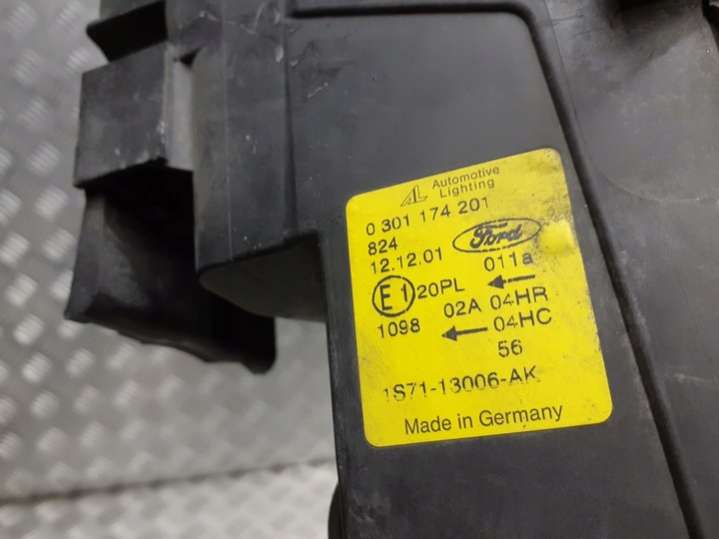 AL Automotive
Lighting
0 301 174 201
824
Ford
12.12.01
011a
E1 20PL ←
02A 04HR
1098 ← 04HC
56
1S71-13006-AK
Made in Germany